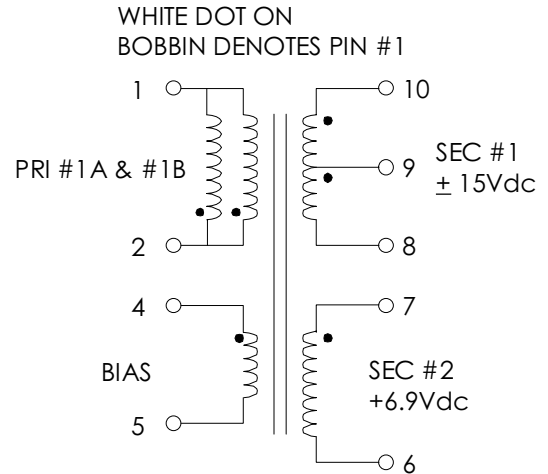 WHITE DOT ON
BOBBIN DENOTES PIN #1
1
10
PRI #1A & #1B
9
SEC #1
± 15Vdc
2
8
4
7
BIAS
SEC #2
+6.9Vdc
5
6